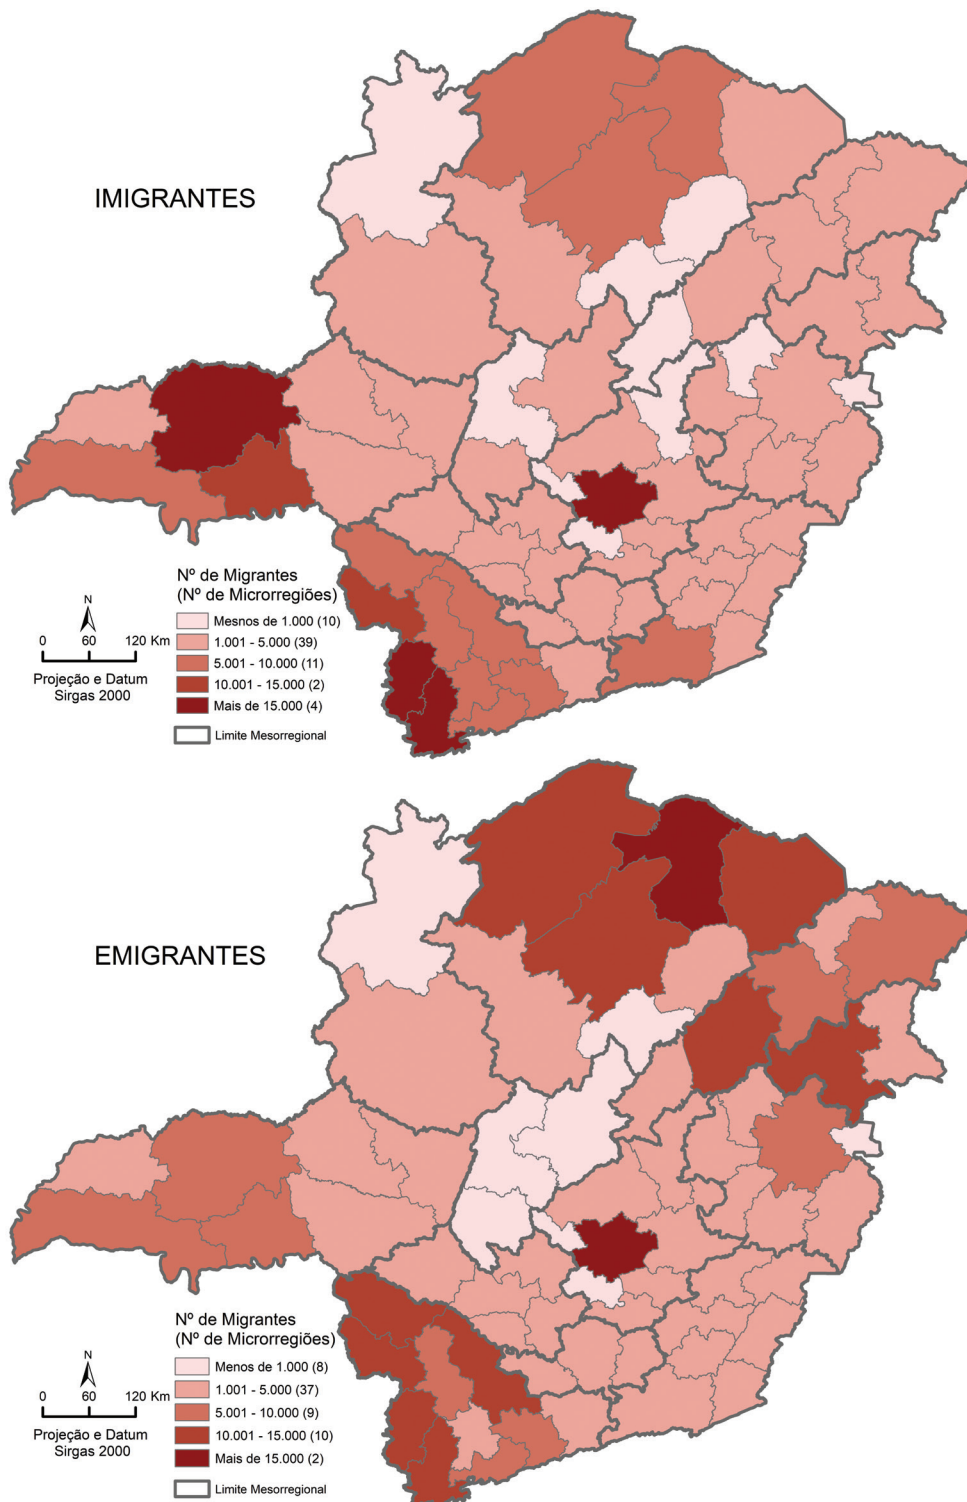 IMIGRANTES
Nº de Migrantes
(Nº de Microrregiões)
Mesnos de 1.000 (10)
1.001 - 5.000 (39)
5.001 - 10.000 (11)
10.001 - 15.000 (2)
Mais de 15.000 (4)
Limite Mesorregional
N
0 60 120 Km
Projeção e Datum
Sirgas 2000
EMIGRANTES
Nº de Migrantes
(Nº de Microrregiões)
Menos de 1.000 (8)
1.001 - 5.000 (37)
5.001 - 10.000 (9)
10.001 - 15.000 (10)
Mais de 15.000 (2)
Limite Mesorregional
N
0 60 120 Km
Projeção e Datum
Sirgas 2000